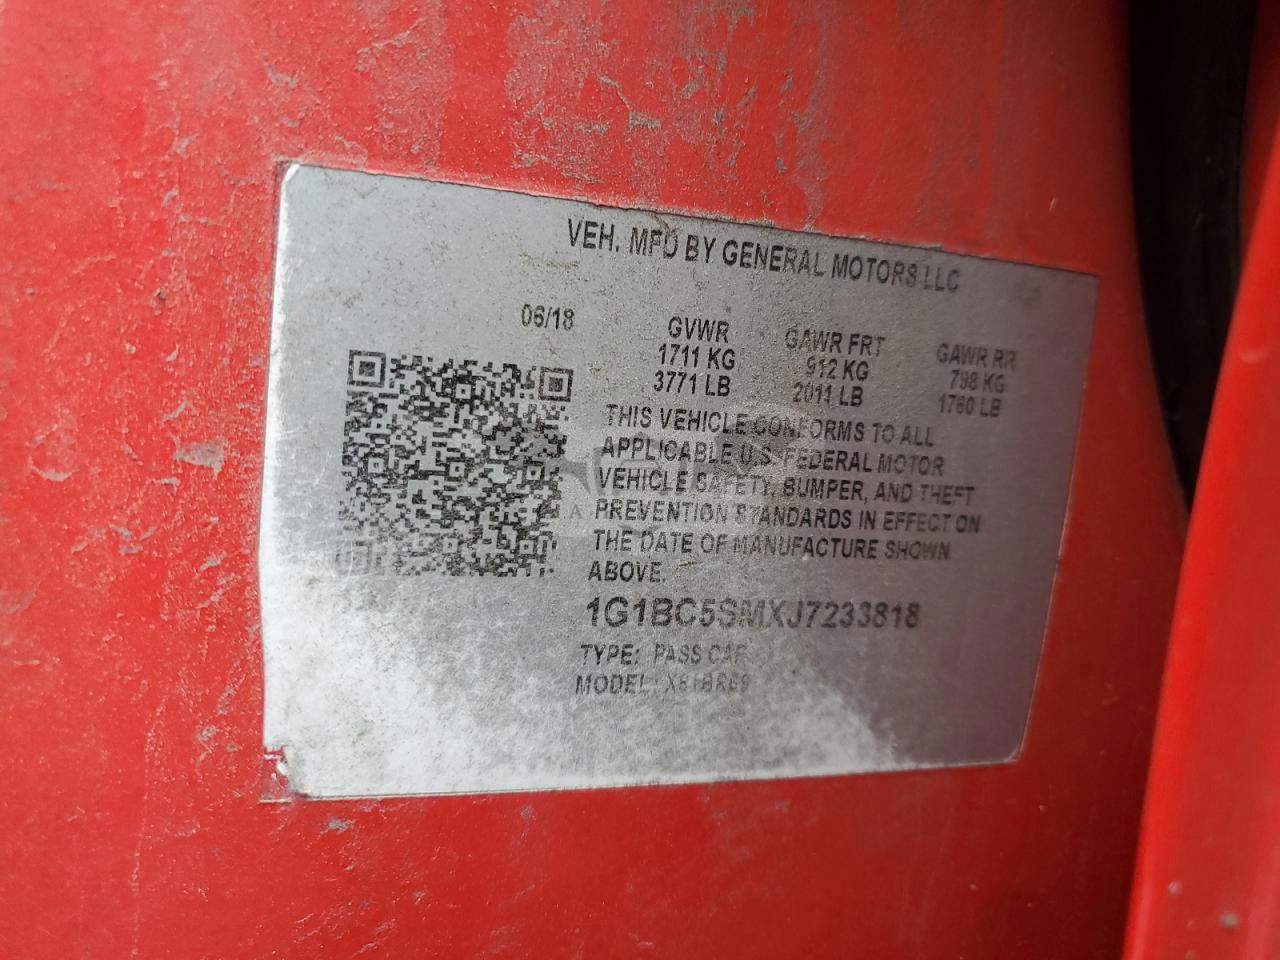 VEH. MFD BY GENERAL MOTORS LLC
06/18
GVWR GAWR FRT GAWR RR
1711 KG 912 KG 798 KG
3771 LB 2011 LB 1760 LB
THIS VEHICLE CONFORMS TO ALL
APPLICABLE U.S. FEDERAL MOTOR
VEHICLE SAFETY, BUMPER, AND THEFT
PREVENTION STANDARDS IN EFFECT ON
THE DATE OF MANUFACTURE SHOWN
ABOVE.
1G1BC5SMXJ7233818
TYPE: PASS CAR
MODEL: